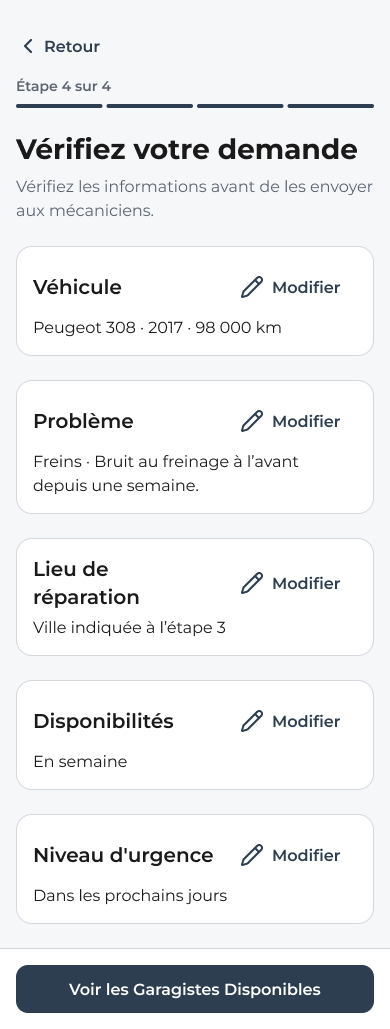 Retour
Étape 4 sur 4
Vérifiez votre demande
Vérifiez les informations avant de les envoyer
aux mécaniciens.
Véhicule
Modifier
Peugeot 308 · 2017 · 98 000 km
Problème
Modifier
Freins · Bruit au freinage à l’avant
depuis une semaine.
Lieu de
réparation
Modifier
Ville indiquée à l’étape 3
Disponibilités
Modifier
En semaine
Niveau d'urgence
Modifier
Dans les prochains jours
Voir les Garagistes Disponibles